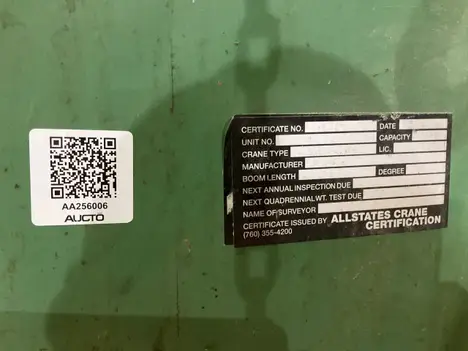 AA256006
AUCTO
CERTIFICATE NO. DATE
UNIT NO. CAPACITY
CRANE TYPE LIC.
MANUFACTURER
BOOM LENGTH DEGREE
NEXT ANNUAL INSPECTION DUE
NEXT QUADRENNIAL WT. TEST DUE
NAME OF SURVEYOR
CERTIFICATE ISSUED BY ALLSTATES CRANE
(760) 355-4200 CERTIFICATION